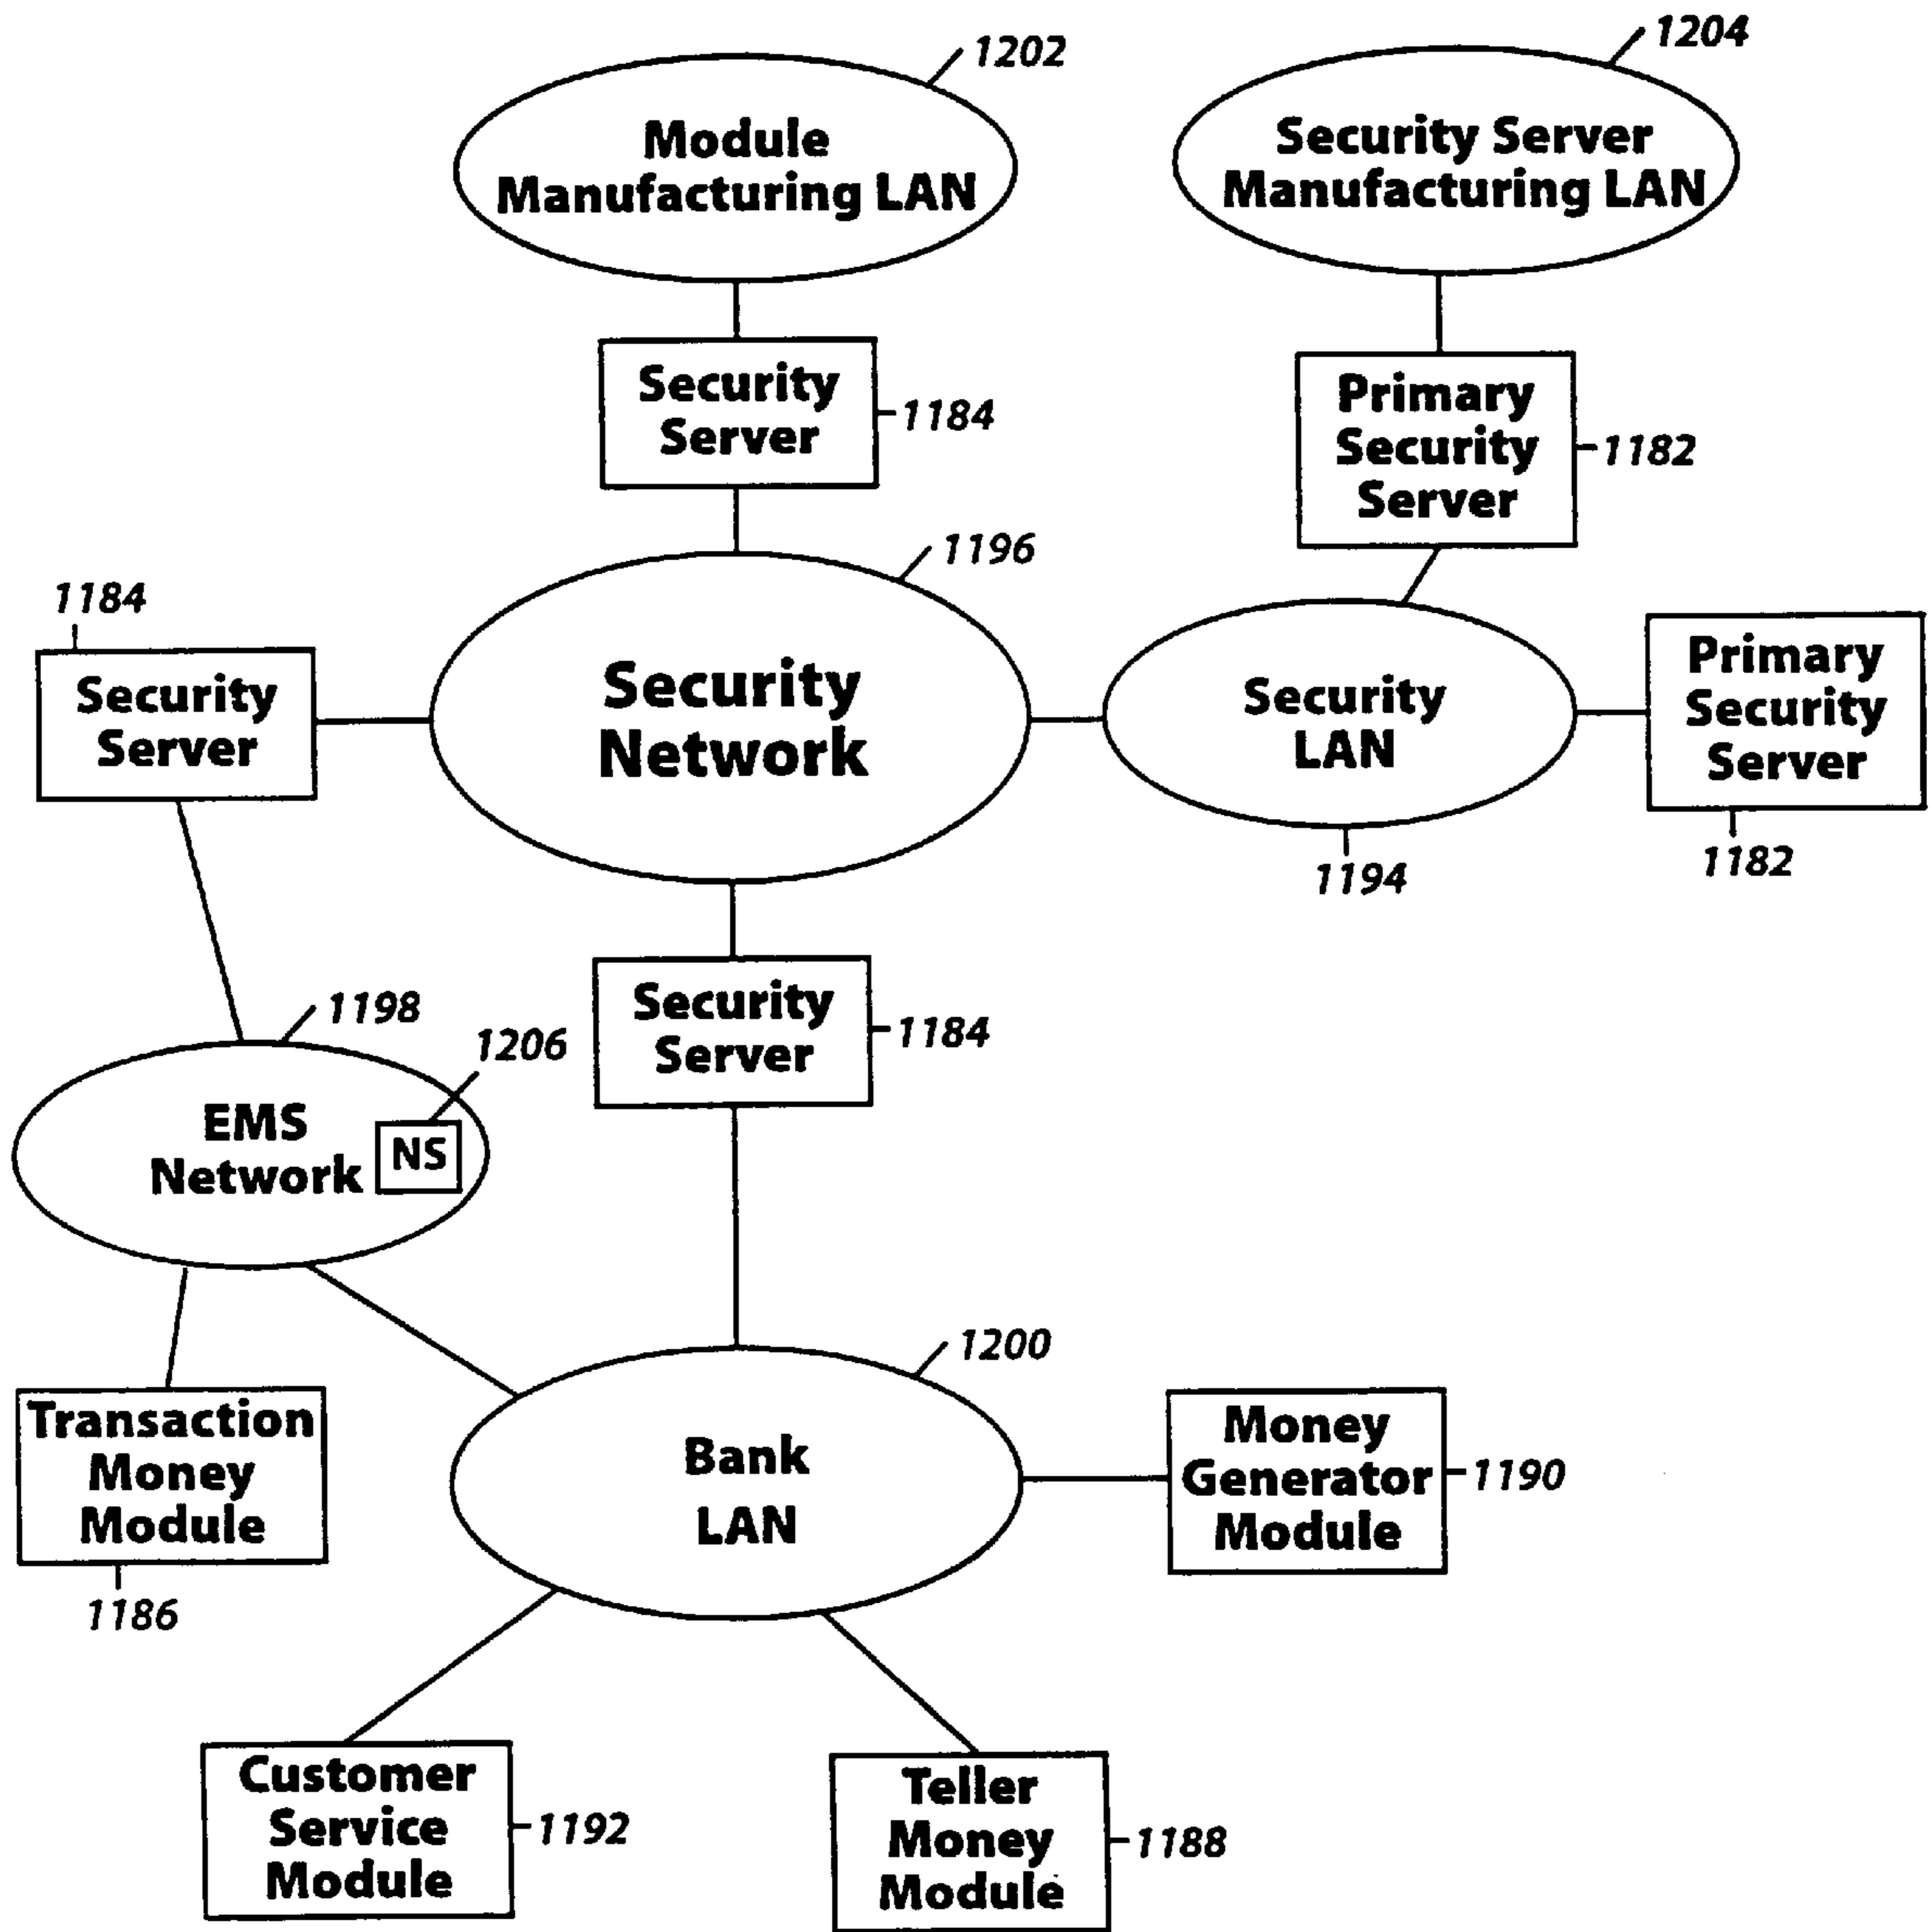 1202
Module
Manufacturing LAN
1204
Security Server
Manufacturing LAN
Security
Server
1184
Primary
Security
Server
1182
1196
Security
Network
1184
Security
Server
Security
LAN
1194
Primary
Security
Server
1182
Security
Server
1184
1198
1206
EMS
Network
NS
1200
Bank
LAN
Transaction
Money
Module
1186
Money
Generator
Module
1190
Customer
Service
Module
1192
Teller
Money
Module
1188